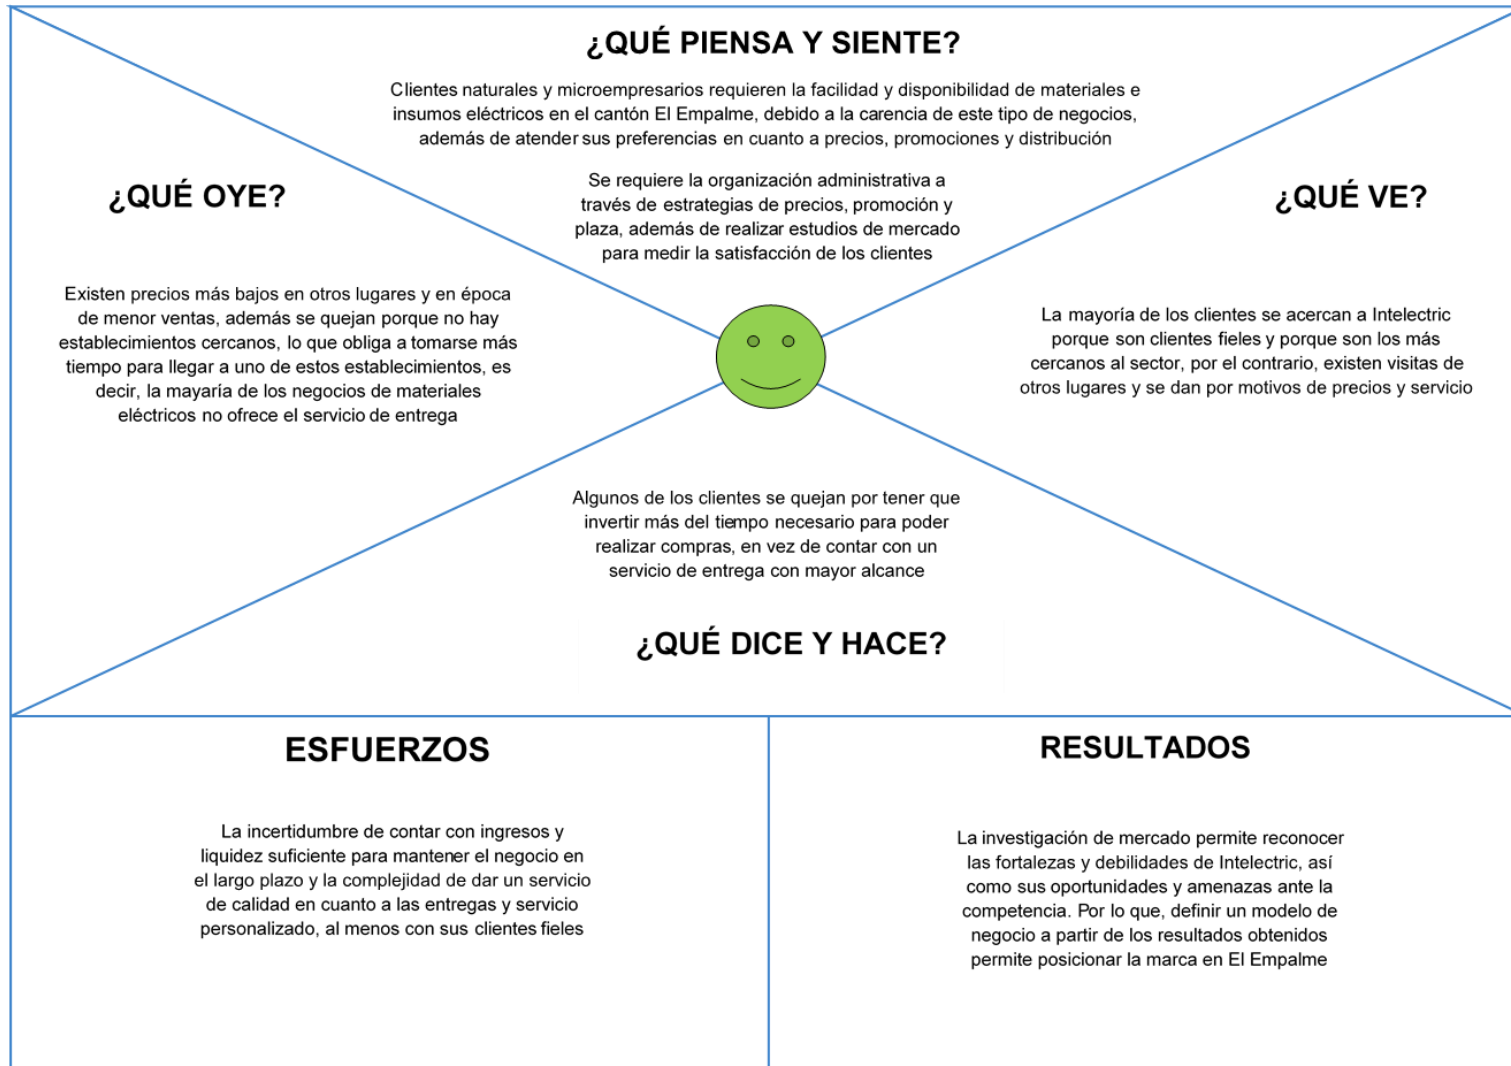 ¿QUÉ PIENSA Y SIENTE?
Clientes naturales y microempresarios requieren la facilidad y disponibilidad de materiales e
insumos eléctricos en el cantón El Empalme, debido a la carencia de este tipo de negocios,
además de atender sus preferencias en cuanto a precios, promociones y distribución
Se requiere la organización administrativa a
través de estrategias de precios, promoción y
plaza, además de realizar estudios de mercado
para medir la satisfacción de los clientes
¿QUÉ OYE?
Existen precios más bajos en otros lugares y en época
de menor ventas, además se quejan porque no hay
establecimientos cercanos, lo que obliga a tomarse más
tiempo para llegar a uno de estos establecimientos, es
decir, la mayaría de los negocios de materiales
eléctricos no ofrece el servicio de entrega
¿QUÉ VE?
La mayoría de los clientes se acercan a Intelectric
porque son clientes fieles y porque son los más
cercanos al sector, por el contrario, existen visitas de
otros lugares y se dan por motivos de precios y servicio
Algunos de los clientes se quejan por tener que
invertir más del tiempo necesario para poder
realizar compras, en vez de contar con un
servicio de entrega con mayor alcance
¿QUÉ DICE Y HACE?
ESFUERZOS
La incertidumbre de contar con ingresos y
liquidez suficiente para mantener el negocio en
el largo plazo y la complejidad de dar un servicio
de calidad en cuanto a las entregas y servicio
personalizado, al menos con sus clientes fieles
RESULTADOS
La investigación de mercado permite reconocer
las fortalezas y debilidades de Intelectric, así
como sus oportunidades y amenazas ante la
competencia. Por lo que, definir un modelo de
negocio a partir de los resultados obtenidos
permite posicionar la marca en El Empalme